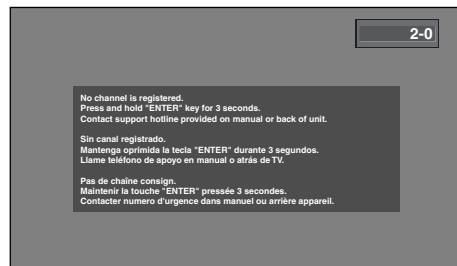 2-0
No channel is registered.
Press and hold "ENTER" key for 3 seconds.
Contact support hotline provided on manual or back of unit.
Sin canal registrado.
Mantenga oprimida la tecla "ENTER" durante 3 segundos.
Llame teléfono de apoyo en manual o atrás de TV.
Pas de chaîne consign.
Maintenir la touche "ENTER" pressée 3 secondes.
Contacter numero d'urgence dans manuel ou arrière appareil.